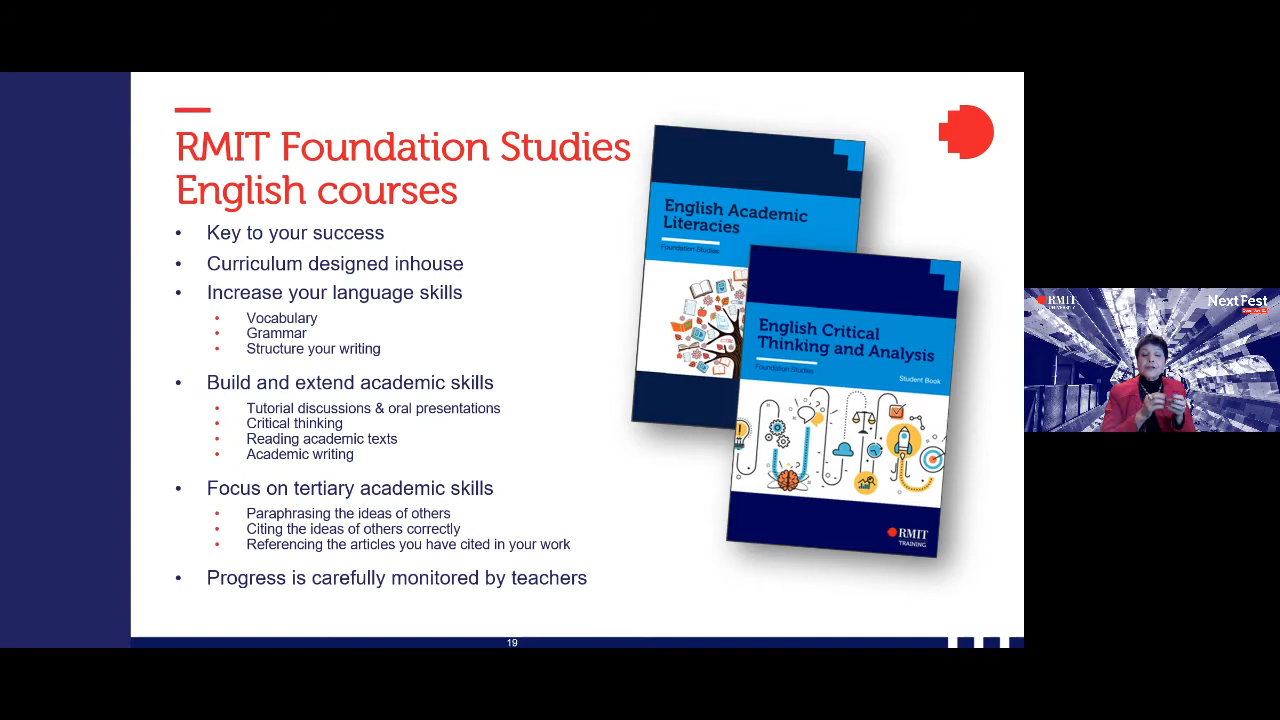 RMIT Foundation Studies
English courses
• Key to your success
• Curriculum designed inhouse
• Increase your language skills
• Vocabulary
• Grammar
• Structure your writing
• Build and extend academic skills
• Tutorial discussions & oral presentations
• Critical thinking
• Reading academic texts
• Academic writing
• Focus on tertiary academic skills
• Paraphrasing the ideas of others
• Citing the ideas of others correctly
• Referencing the articles you have cited in your work
• Progress is carefully monitored by teachers
English Academic
Literacies
Foundation Studies
English Critical
Thinking and Analysis
Foundation Studies
Student Book
RMIT
TRAINING
19
RMIT
UNIVERSITY
Next Fest